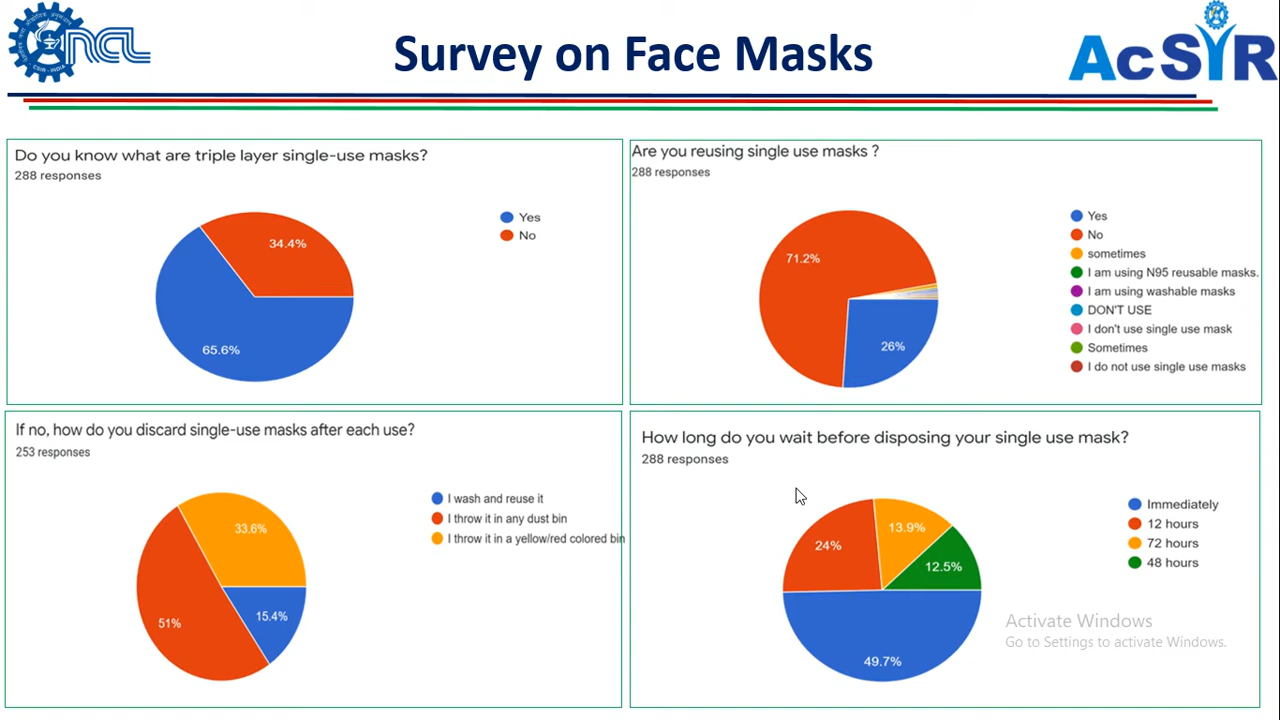 NCL
CSIR - INDIA
Survey on Face Masks
AcSIR
Do you know what are triple layer single-use masks?
288 responses
34.4%
65.6%
Yes
No
Are you reusing single use masks ?
288 responses
71.2%
26%
Yes
No
sometimes
I am using N95 reusable masks.
I am using washable masks
DON'T USE
I don't use single use mask
Sometimes
I do not use single use masks
If no, how do you discard single-use masks after each use?
253 responses
33.6%
51%
15.4%
I wash and reuse it
I throw it in any dust bin
I throw it in a yellow/red colored bin
How long do you wait before disposing your single use mask?
288 responses
13.9%
24%
12.5%
49.7%
Immediately
12 hours
72 hours
48 hours
Activate Windows
Go to Settings to activate Windows.